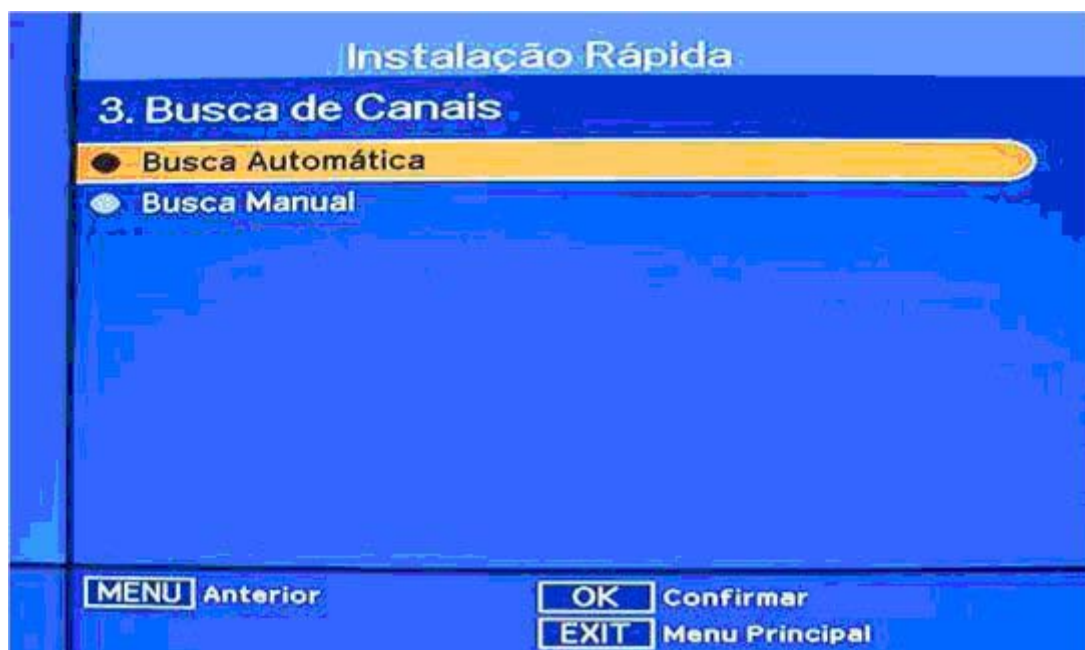 Instalação Rápida
3. Busca de Canais
Busca Automática
Busca Manual
MENU Anterior
OK Confirmar
EXIT Menu Principal